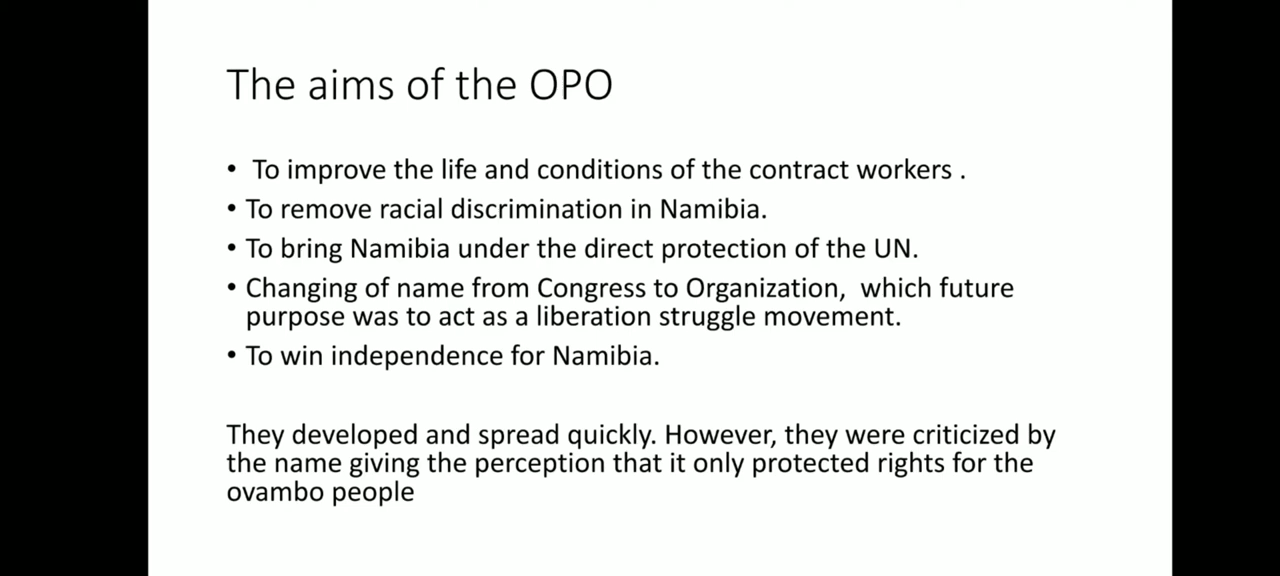 The aims of the OPO
• To improve the life and conditions of the contract workers .
• To remove racial discrimination in Namibia.
• To bring Namibia under the direct protection of the UN.
• Changing of name from Congress to Organization, which future
purpose was to act as a liberation struggle movement.
• To win independence for Namibia.
They developed and spread quickly. However, they were criticized by
the name giving the perception that it only protected rights for the
ovambo people